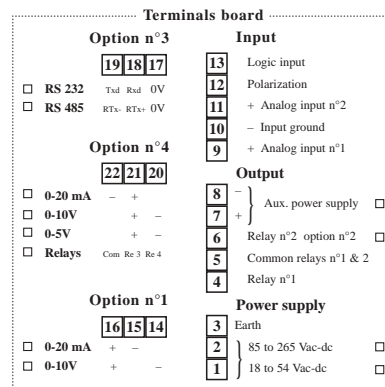 Terminals board
Option n°3
19 18 17
RS 232 Txd Rxd 0V
RS 485 RTx- RTx+ 0V
Option n°4
22 21 20
0-20 mA – +
0-10V + –
0-5V + –
Relays Com Re 3 Re 4
Option n°1
16 15 14
0-20 mA + –
0-10V + –
Input
13 Logic input
12 Polarization
11 + Analog input n°2
10 – Input ground
9 + Analog input n°1
Output
8 –
7 + Aux. power supply
6 Relay n°2 option n°2
5 Common relays n°1 & 2
4 Relay n°1
Power supply
3 Earth
2 85 to 265 Vac-dc
1 18 to 54 Vac-dc